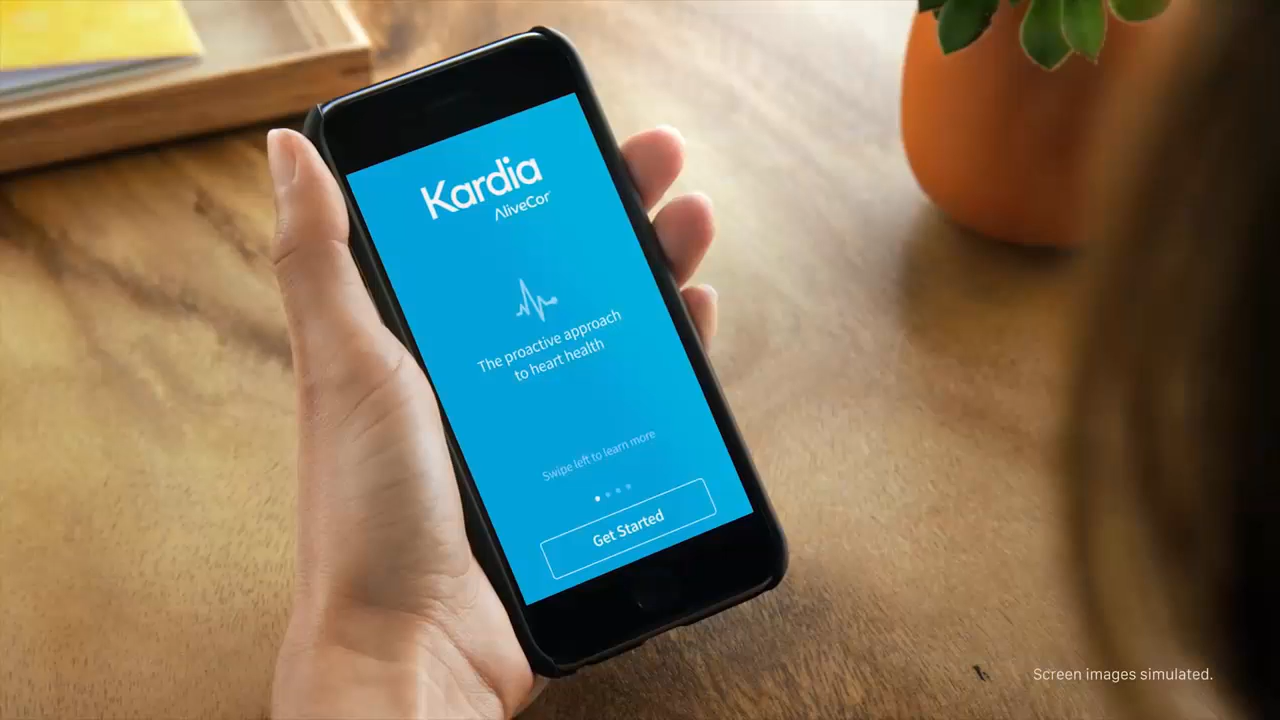 Kardia
AliveCor
The proactive approach
to heart health
Swipe left to learn more
Get Started
Screen images simulated.